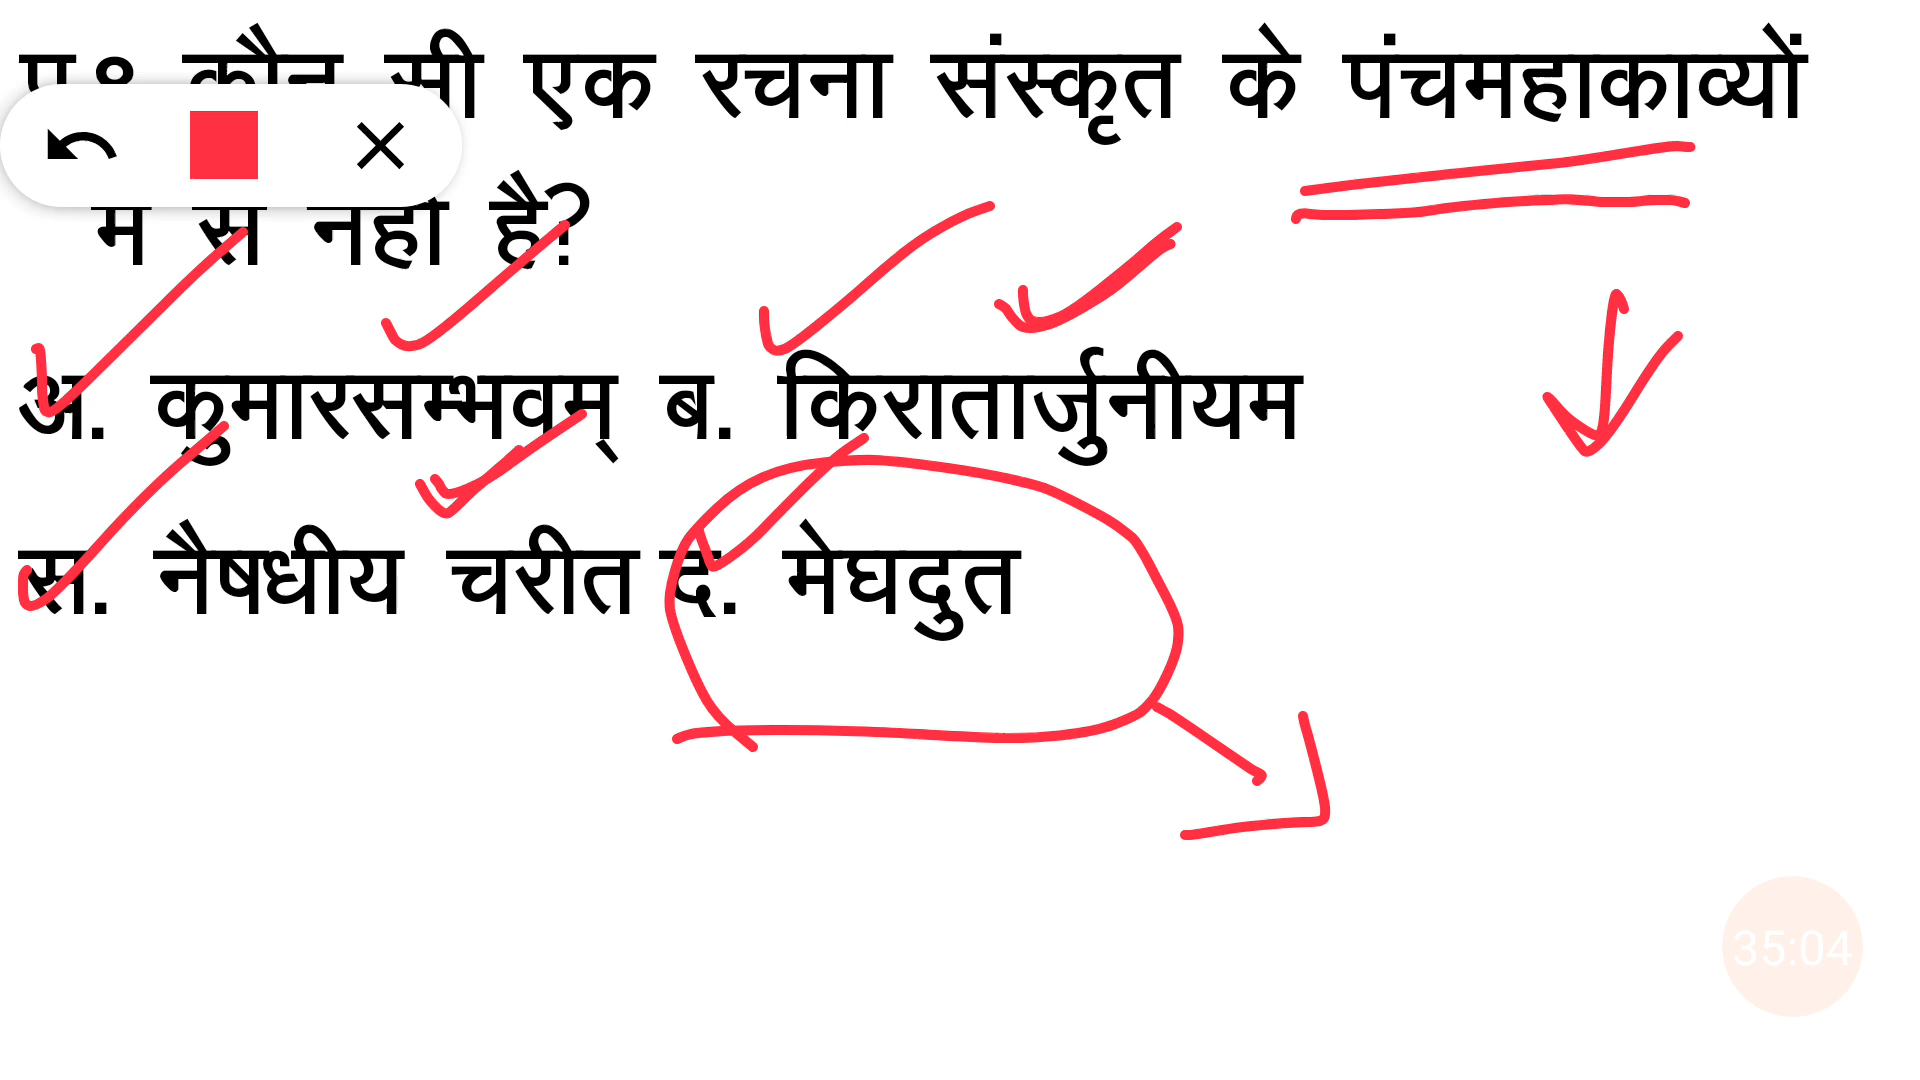 कौन सी एक रचना संस्कृत के पंचमहाकाव्यों
में से नहीं है?
अ. कुमारसम्भवम् ब. किरातार्जुनीयम
स. नैषधीय चरीत द. मेघदुत
35:04